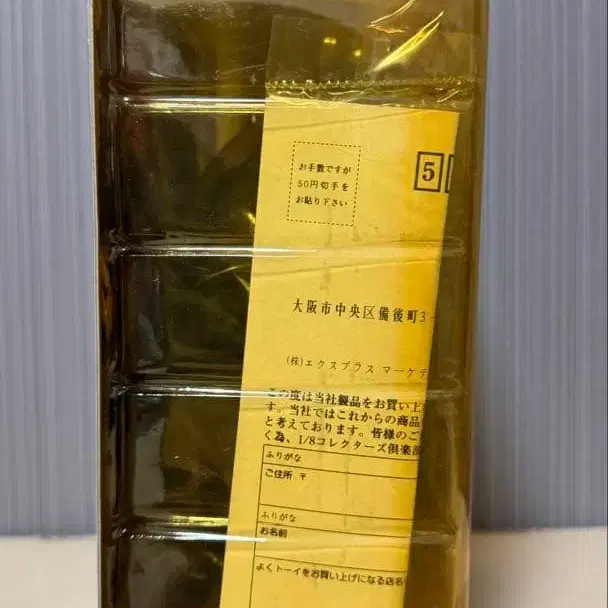 お手数ですが
50円切手を
お貼り下さい
5
大阪市中央区備後町3-
(株)エクスプラス マーケテ
この度は当社製品をお買い上
す。当社ではこれからの商品
と考えております。皆様のご
く為、1/8コレクターズ倶楽部
ふりがな
ご住所 〒
ふりがな
お名前
よくトーイをお買い上げになる店名